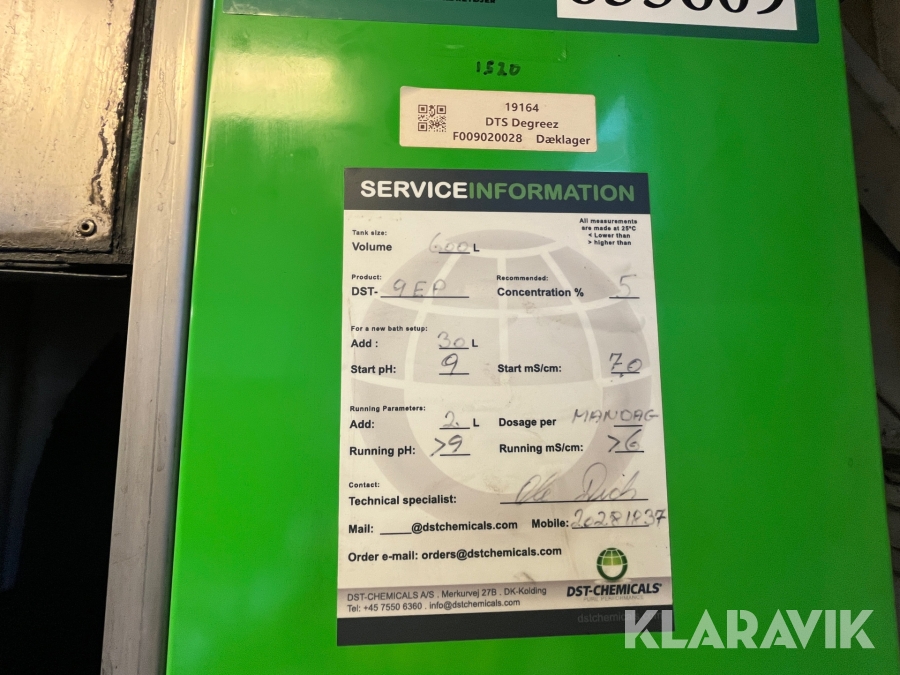 1520
19164
DTS Degreez
F009020028 Dæklager
SERVICEINFORMATION
All measurements
are made at 25°C
< Lower than
> higher than
Tank size:
Volume 600 L
Product:
DST- 9EP
Recommended:
Concentration % 5
For a new bath setup:
Add : 30 L
Start pH: 9 Start mS/cm: 7,0
Running Parameters:
Add: 2 L Dosage per MANDAG
Running pH: >9 Running mS/cm: >6
Contact:
Technical specialist: Ole
Mail: @dstchemicals.com Mobile: 20281837
Order e-mail: orders@dstchemicals.com
DST-CHEMICALS®
PURE PERFORMANCE
DST-CHEMICALS A/S . Merkurvej 27B . DK-Kolding
Tel: +45 7550 6360 . info@dstchemicals.com
KLARAVIK